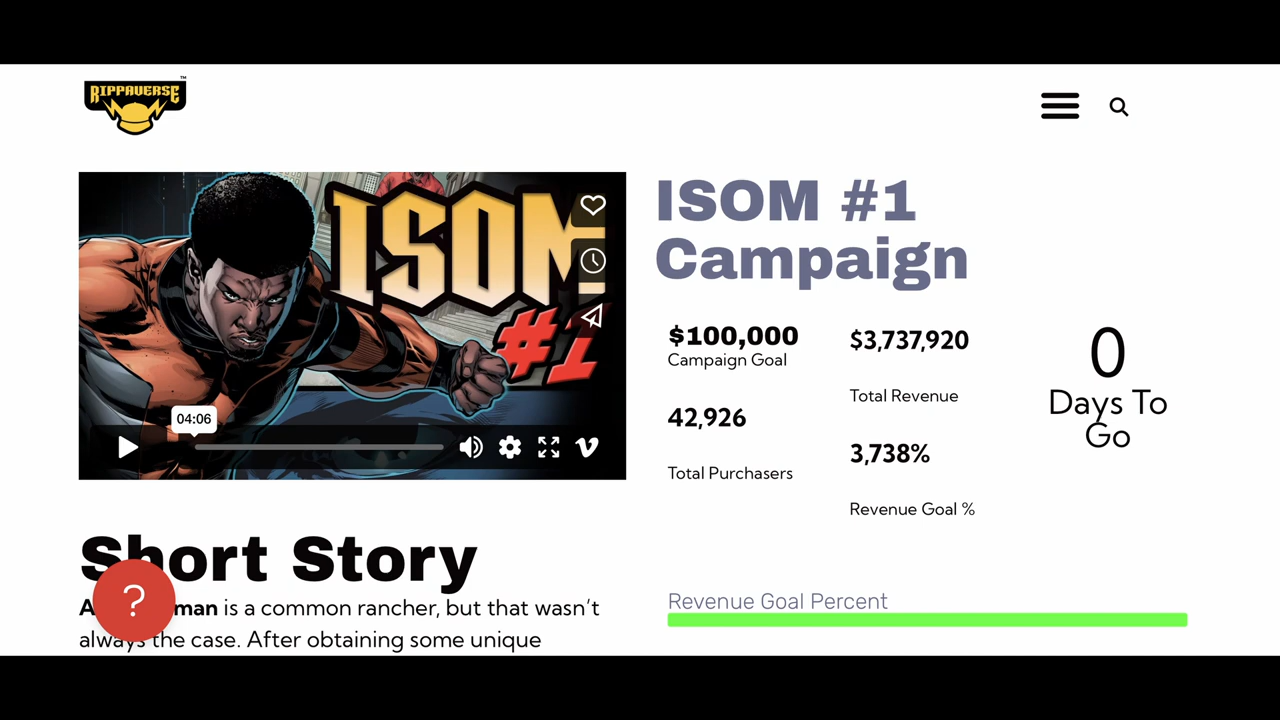 RIPPAVERSE
TM
ISOM
#1
04:06
ISOM #1
Campaign
$100,000
Campaign Goal
42,926
Total Purchasers
$3,737,920
Total Revenue
3,738%
Revenue Goal %
0
Days To
Go
Short Story
A man is a common rancher, but that wasn’t
always the case. After obtaining some unique
?
Revenue Goal Percent